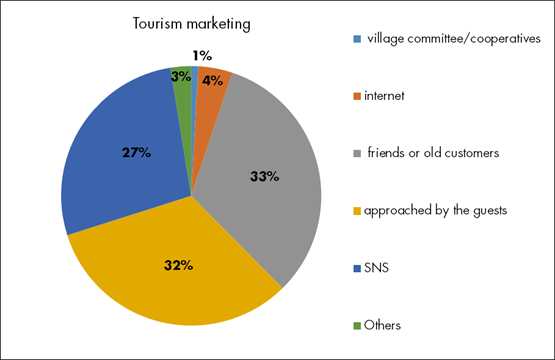 Tourism marketing
1%
4%
33%
32%
27%
3%
village committee/cooperatives
internet
friends or old customers
approached by the guests
SNS
Others